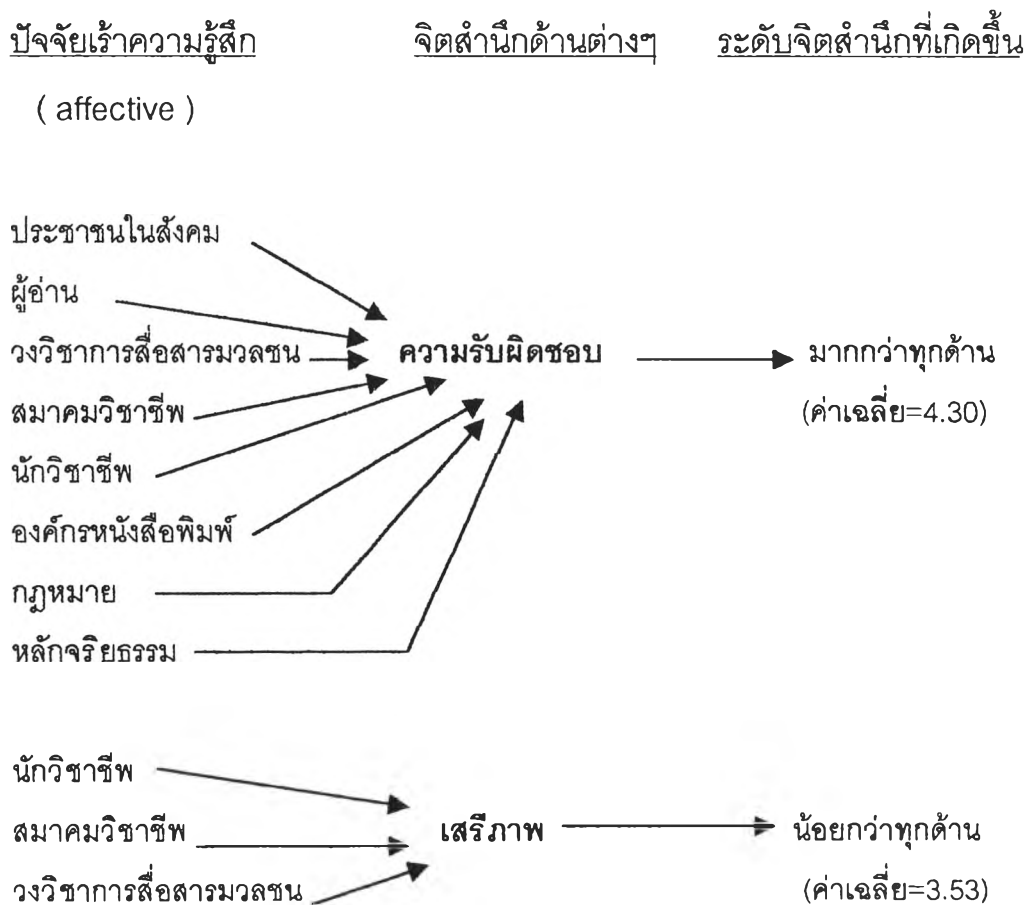 ปัจจัยเร้าความรู้สึก จิตสำนึกด้านต่างๆ ระดับจิตสำนึกที่เกิดขึ้น
( affective )
ประชาชนในสังคม
ผู้อ่าน
วงวิชาการสื่อสารมวลชน ความรับผิดชอบ มากกว่าทุกด้าน
สมาคมวิชาชีพ (ค่าเฉลี่ย=4.30)
นักวิชาชีพ
องค์กรหนังสือพิมพ์
กฎหมาย
หลักจริยธรรม
นักวิชาชีพ
สมาคมวิชาชีพ เสรีภาพ น้อยกว่าทุกด้าน
วงวิชาการสื่อสารมวลชน (ค่าเฉลี่ย=3.53)